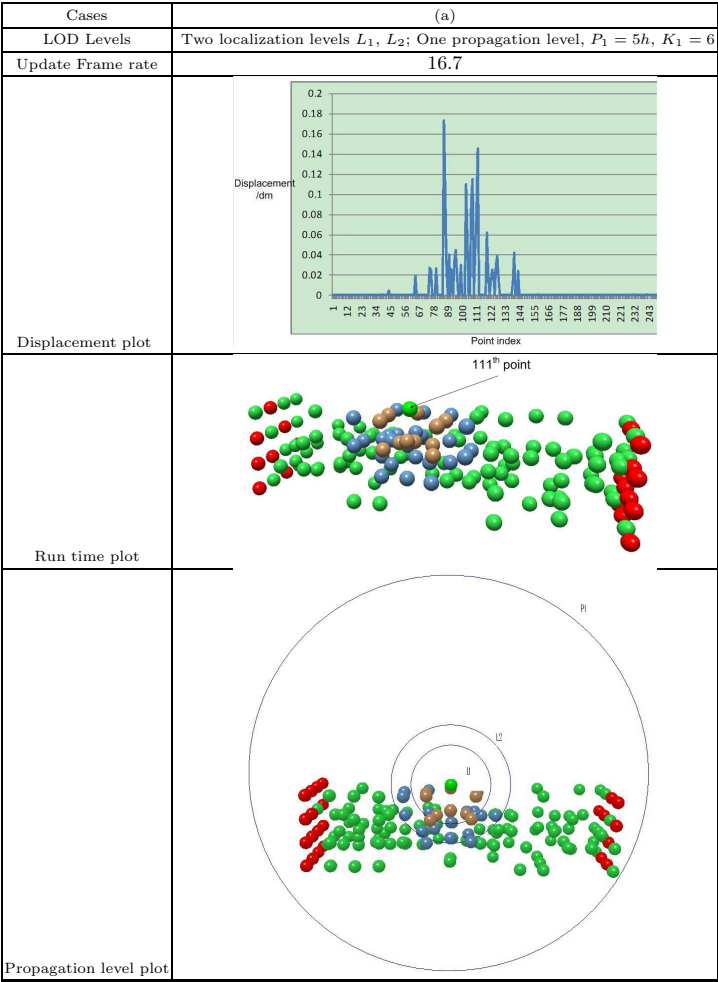 Cases (a)
LOD Levels Two localization levels L₁, L₂; One propagation level, P₁ = 5h, K₁ = 6
Update Frame rate 16.7
0.2
0.18
0.16
0.14
0.12
0.1
0.08
0.06
0.04
0.02
0
Displacement
/dm
1 12 23 34 45 56 67 78 89 100 111 122 133 144 155 166 177 188 199 210 221 232 243
Point index
Displacement plot
111th point
Run time plot
P1
L2
L1
Propagation level plot